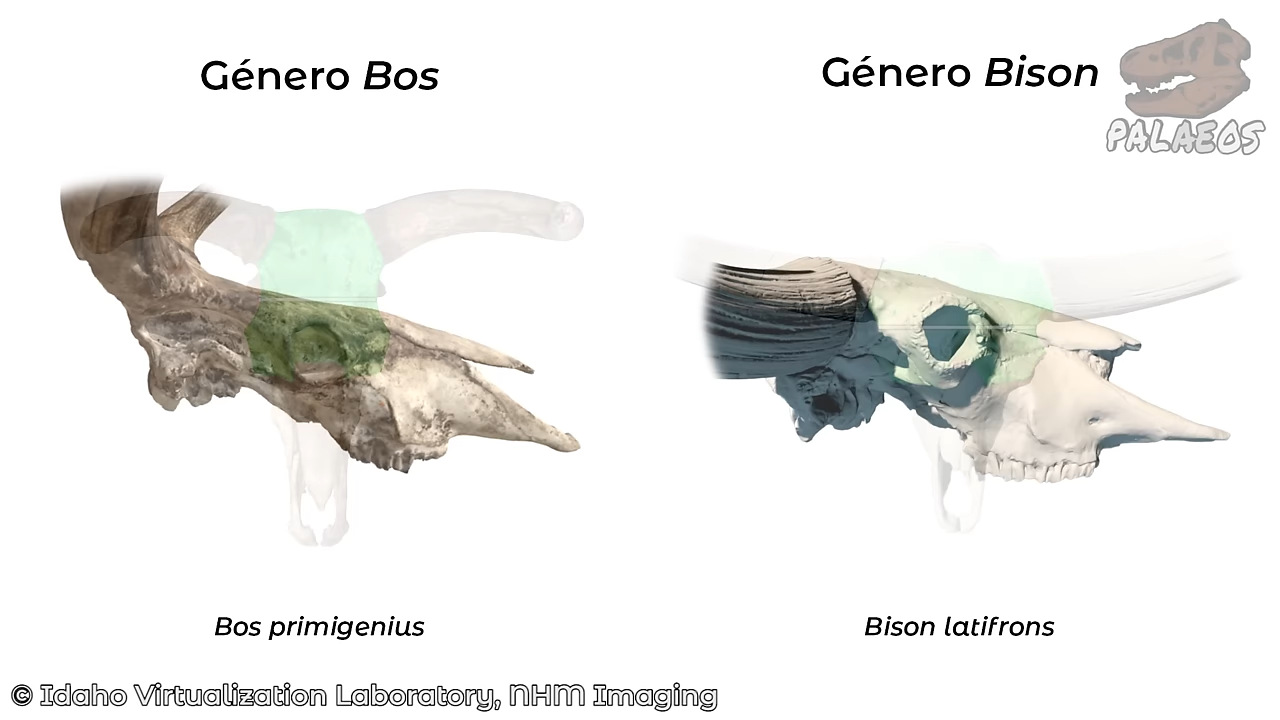 Género Bos
Género Bison
PALAEOS
Bos primigenius
Bison latifrons
© Idaho Virtualization Laboratory, NHM Imaging